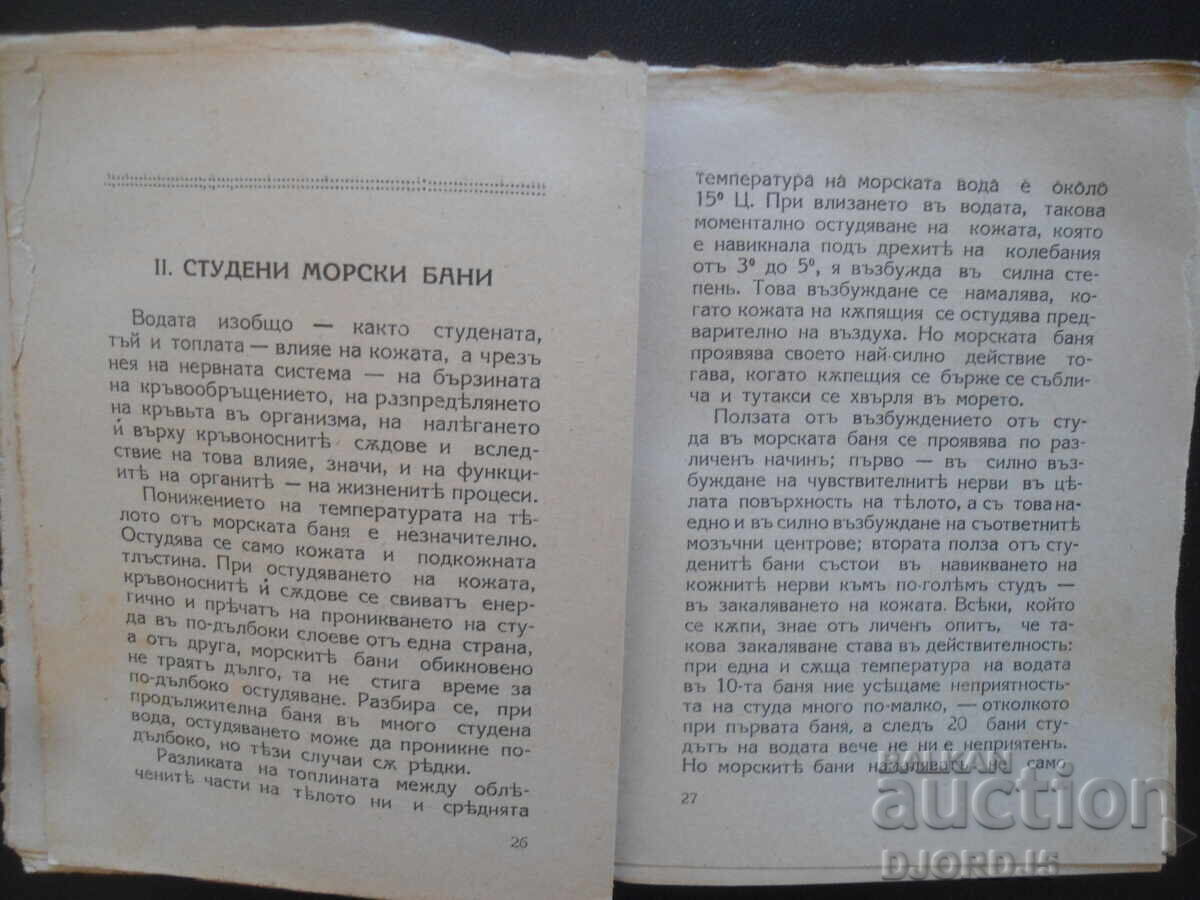 II. СТУДЕНИ МОРСКИ БАНИ
Водата изобщо — както студената,
тъй и топлата — влияе на кожата, а чрезъ
нея на нервната система — на бързината
на кръвообръщението, на разпредѣлянето
на кръвьта въ организма, на налѣгането
ѝ върху кръвоноснитѣ сѫдове и вслед-
ствие на това влияе, значи, и на функци-
итѣ на органитѣ — на жизненитѣ процеси.
Понижението на температурата на тѣ-
лото отъ морската баня е незначително.
Остудява се само кожата и подкожната
тлъстина. При остудяването на кожата,
кръвоноснитѣ ѝ сѫдове се свиватъ енер-
гично и прѣчатъ на проникването на сту-
да въ по-дълбоки слоеве отъ една страна,
а отъ друга, морскитѣ бани обикновено
не траятъ дълго, та не стига време за
по-дълбоко остудяване. Разбира се, при
продължителна баня въ много студена
вода, остудяването може да проникне по-
дълбоко, но тѣзи случаи сѫ рѣдки.
Разликата на топлината между облѣ-
ченитѣ части на тѣлото ни и срѣдната
26
температура на морската вода е около
15° Ц. При влизането въ водата, такова
моментално остудяване на кожата, която
е навикнала подъ дрехитѣ на колебания
отъ 3° до 5°, я възбужда въ силна сте-
пень. Това възбуждане се намалява, ко-
гато кожата на кѫпящия се остудява пред-
варително на въздуха. Но морската баня
проявява своето най-силно действие то-
гава, когато кѫпещия се бърже се събли-
ча и тутакси се хвърля въ морето.
Ползата отъ възбуждението отъ сту-
да въ морската баня се проявява по раз-
личенъ начинъ; първо — въ силно въз-
буждане на чувствителнитѣ нерви въ цѣ-
лата повърхность на тѣлото, а съ това на-
едно и въ силно възбуждане на съответнитѣ
мозъчни центрове; втората полза отъ сту-
денитѣ бани състои въ навикването на
кожнитѣ нерви къмъ по-голѣмъ студъ —
въ закаляването на кожата. Всѣки, който
се кѫпи, знае отъ личенъ опитъ, че та-
кова закаляване става въ действителность:
при една и сѫща температура на водата
въ 10-та баня ние усѣщаме неприятность-
та на студа много по-малко, — отколкото
при първата баня, а следъ 20 бани сту-
дътъ на водата вече не ни е неприятенъ.
Но морскитѣ бани закаляватъ не само
27
BALKAN
auction
DJORDJ5